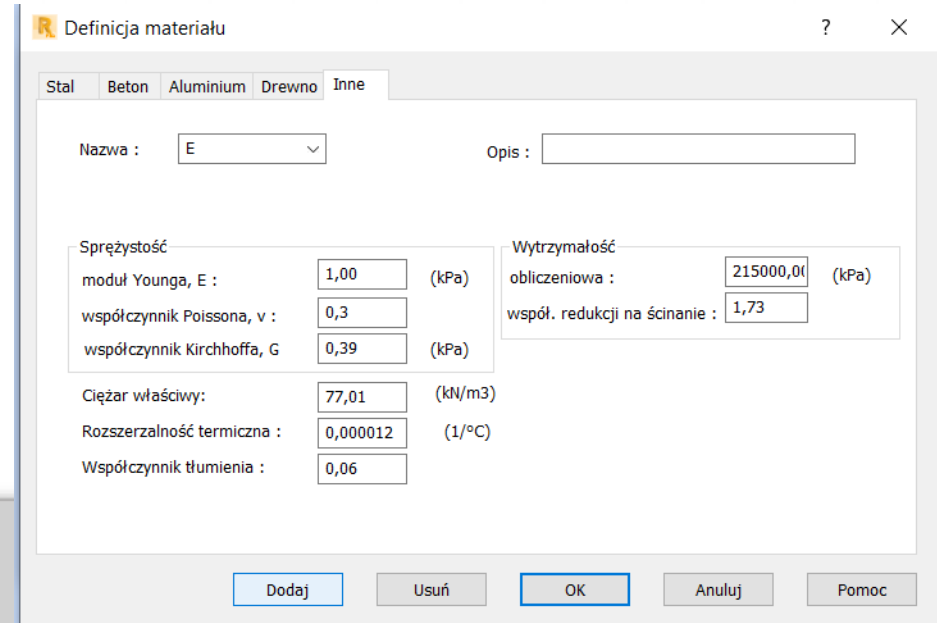 R Definicja materiału ? ×
Stal Beton Aluminium Drewno Inne
Nazwa : E Opis :
Sprężystość Wytrzymałość
moduł Younga, E : 1,00 (kPa) obliczeniowa : 215000,0( (kPa)
współczynnik Poissona, v : 0,3 współ. redukcji na ścinanie : 1,73
współczynnik Kirchhoffa, G 0,39 (kPa)
Ciężar właściwy: 77,01 (kN/m3)
Rozszerzalność termiczna : 0,000012 (1/°C)
Współczynnik tłumienia : 0,06
Dodaj Usuń OK Anuluj Pomoc